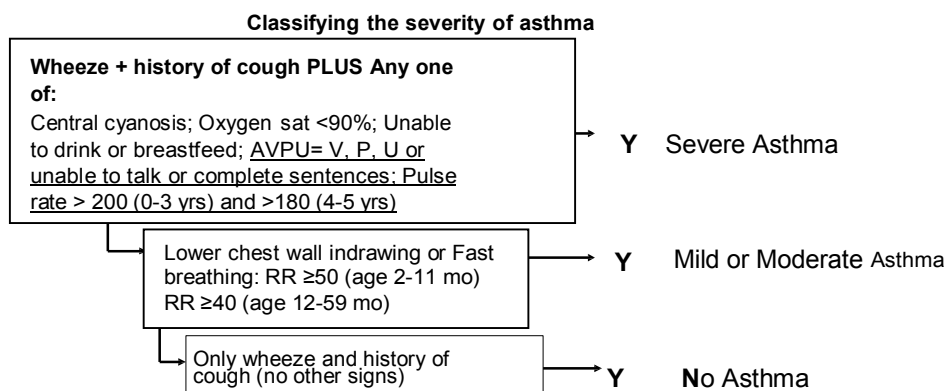 Classifying the severity of asthma
Wheeze + history of cough PLUS Any one
of:
Central cyanosis; Oxygen sat <90%; Unable
to drink or breastfeed; AVPU= V, P, U or
unable to talk or complete sentences; Pulse
rate > 200 (0-3 yrs) and >180 (4-5 yrs)
Y Severe Asthma
Lower chest wall indrawing or Fast
breathing: RR ≥50 (age 2-11 mo)
RR ≥40 (age 12-59 mo)
Y Mild or Moderate Asthma
Only wheeze and history of
cough (no other signs)
Y No Asthma